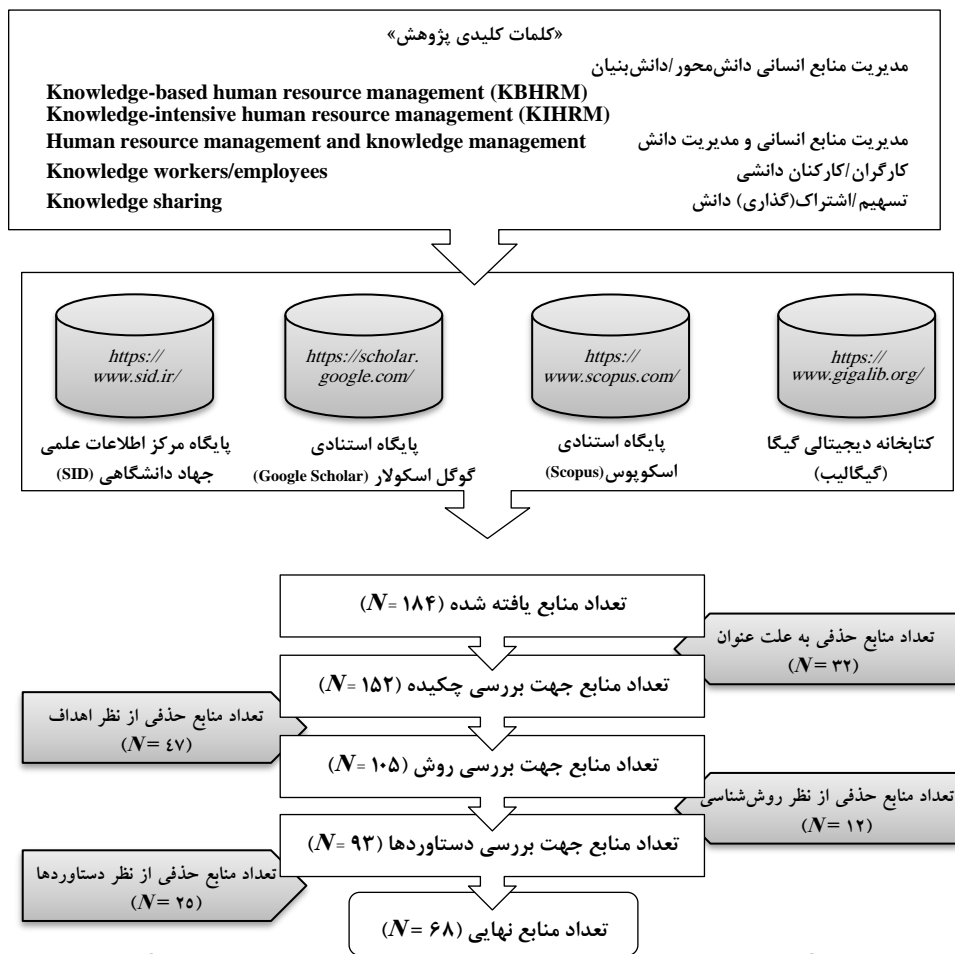 «کلمات کلیدی پژوهش»
مدیریت منابع انسانی دانش‌محور/دانش‌بنیان
Knowledge-based human resource management (KBHRM)
Knowledge-intensive human resource management (KIHRM)
مدیریت منابع انسانی و مدیریت دانش Human resource management and knowledge management
کارگران/کارکنان دانشی Knowledge workers/employees
تسهیم/اشتراک(گذاری) دانش Knowledge sharing
https://
www.gigalib.org/
کتابخانه دیجیتالی گیگا
(گیگالیب)
https://
www.scopus.com/
پایگاه استنادی
اسکوپوس(Scopus)
https://scholar.
google.com/
پایگاه استنادی
گوگل اسکولار (Google Scholar)
https://
www.sid.ir/
پایگاه مرکز اطلاعات علمی
جهاد دانشگاهی (SID)
تعداد منابع یافته شده (N= ۱۸۴)
تعداد منابع حذفی به علت عنوان
(N= ۳۲)
تعداد منابع جهت بررسی چکیده (N= ۱۵۲)
تعداد منابع حذفی از نظر اهداف
(N= ٤٧)
تعداد منابع جهت بررسی روش (N= ۱۰۵)
تعداد منابع حذفی از نظر روش‌شناسی
(N= ۱۲)
تعداد منابع جهت بررسی دستاوردها (N= ۹۳)
تعداد منابع حذفی از نظر دستاوردها
(N= ٢٥)
تعداد منابع نهایی (N= ۶۸)